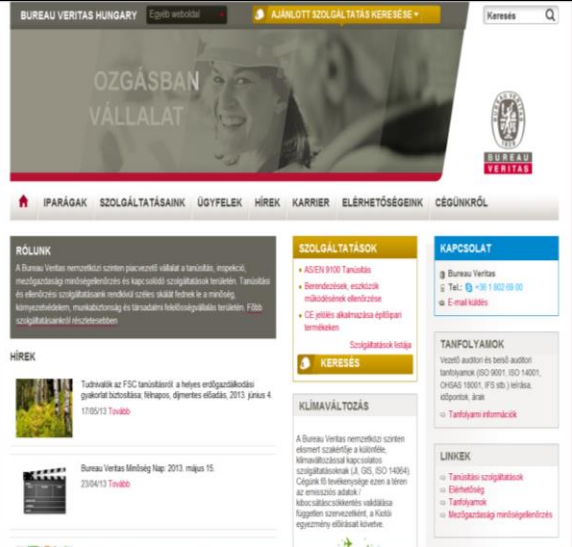 BUREAU VERITAS HUNGARY
Egyéb weboldal
AJÁNLOTT SZOLGÁLTATÁS KERESÉSE
Keresés
OZGÁSBAN
VÁLLALAT
1828
BUREAU
VERITAS
IPARÁGAK SZOLGÁLTATÁSAINK ÜGYFELEK HÍREK KARRIER ELÉRHETŐSÉGEINK CÉGÜNKRŐL
RÓLUNK
A Bureau Veritas nemzetközi szinten piacvezető vállalat a tanúsítás, inspekció,
mezőgazdasági minőségellenőrzés és kapcsolódó szolgáltatások területén. Tanúsítási
és ellenőrzési szolgáltatásaink rendkívül széles skálát fednek le a minőség,
környezetvédelem, munkabiztonság és társadalmi felelősségvállalás területén. Főbb
szolgáltatásainkról részletesebben
HÍREK
Tudnivalók az FSC tanúsításról: a helyes erdőgazdálkodási
gyakorlat biztosítása; félnapos, díjmentes előadás, 2013. június 4.
17/05/13 Tovább
Bureau Veritas Minőség Nap: 2013. május 15.
23/04/13 Tovább
SZOLGÁLTATÁSOK
AS/EN 9100 Tanúsítás
Berendezések, eszközök
működésének ellenőrzése
CE jelölés alkalmazása építőipari
termékeken
Szolgáltatások listája
KERESÉS
KLÍMAVÁLTOZÁS
A Bureau Veritas nemzetközi szinten
elismert szakértője a különféle,
klímaváltozással kapcsolatos
szolgáltatásoknak (JI, GIS, ISO 14064).
Cégünk fő tevékenysége ezen a téren
az emissziós adatok /
kibocsátáscsökkentés validálása
független szervezetként, a Kiotói
egyezmény előírásait követve.
KAPCSOLAT
Bureau Veritas
Tel.: +36 1 802-69 00
E-mail küldés
TANFOLYAMOK
Vezető auditori és belső auditori
tanfolyamok (ISO 9001, ISO 14001,
OHSAS 18001, IFS stb.) leírása,
időpontok, árak
Tanfolyami információk
LINKEK
Tanúsítási szolgáltatások
Elérhetőség
Tanfolyamok
Mezőgazdasági minőségellenőrzés